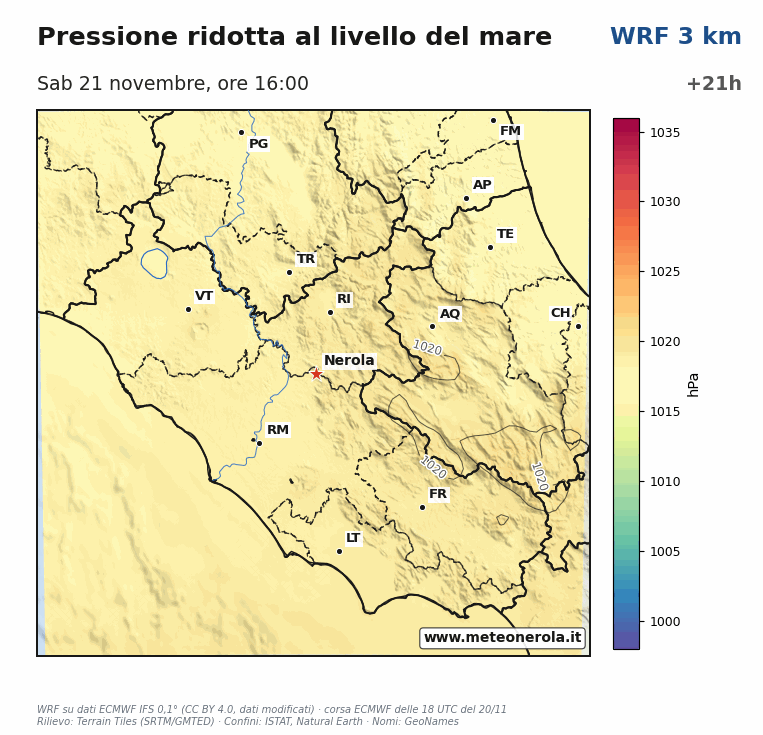 Pressione ridotta al livello del mare
WRF 3 km
Sab 21 novembre, ore 16:00
+21h
FM
PG
AP
TE
TR
VT
RI
AQ
CH
1020
Nerola
RM
1020
1020
FR
LT
www.meteonerola.it
1035
1030
1025
1020
1015
1010
1005
1000
hPa
WRF su dati ECMWF IFS 0,1° (CC BY 4.0, dati modificati) · corsa ECMWF delle 18 UTC del 20/11
Rilievo: Terrain Tiles (SRTM/GMTED) · Confini: ISTAT, Natural Earth · Nomi: GeoNames